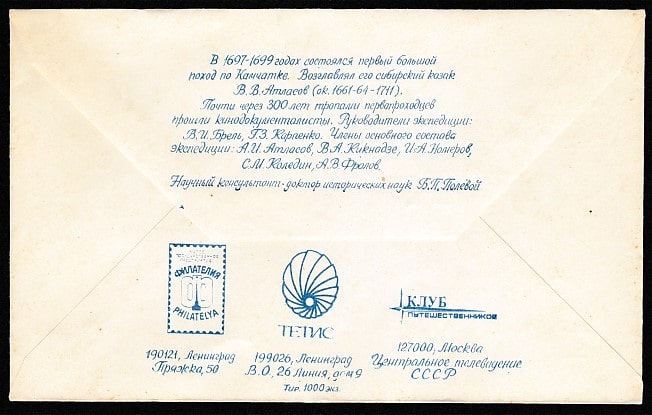 В 1697-1699 годах состоялся первый большой
поход по Камчатке. Возглавлял его сибирский казак
В. В. Атласов (ок. 1661-64 -1711).
Почти через 300 лет тропами первопроходцев
прошли кинодокументалисты. Руководители экспедиции:
В. И. Брель, Г. З. Карпенко. Члены основного состава
экспедиции: А. И. Атласов, В. А. Кикнадзе, И. А. Номеров,
С. М. Каледин, А. В. Фролов.
Научный консультант - доктор исторических наук Б. П. Полевой
ФИЛАТЕЛИЯ
PHILATELYA
190121, Ленинград
Пряжка, 50
ТЕТИС
199026, Ленинград
В. О., 26 Линия, дом 9
Тир. 1000 экз.
КЛУБ
ПУТЕШЕСТВЕННИКОВ
127000, Москва
Центральное телевидение
СССР